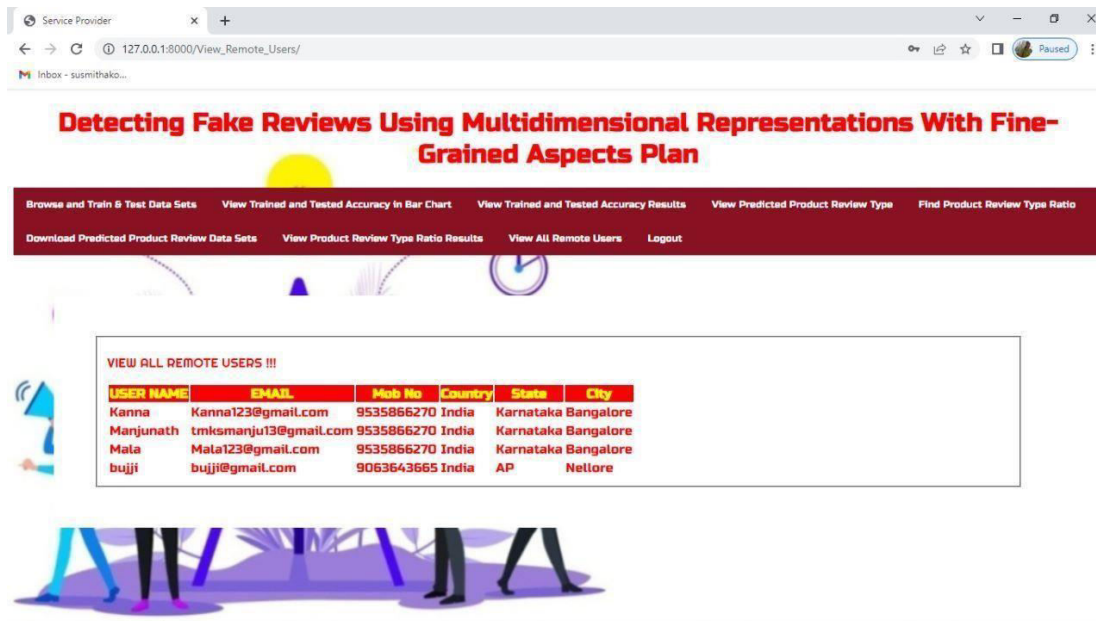 Service Provider
127.0.0.1:8000/View_Remote_Users/
Paused
Inbox - susmithako...
Detecting Fake Reviews Using Multidimensional Representations With Fine-
Grained Aspects Plan
Browse and Train & Test Data Sets View Trained and Tested Accuracy in Bar Chart View Trained and Tested Accuracy Results View Predicted Product Review Type Find Product Review Type Ratio
Download Predicted Product Review Data Sets View Product Review Type Ratio Results View All Remote Users Logout
VIEW ALL REMOTE USERS !!!
USER NAME EMAIL Mob No Country State City
Kanna Kanna123@gmail.com 9535866270 India Karnataka Bangalore
Manjunath tmksmanju13@gmail.com 9535866270 India Karnataka Bangalore
Mala Mala123@gmail.com 9535866270 India Karnataka Bangalore
bujji bujji@gmail.com 9063643665 India AP Nellore